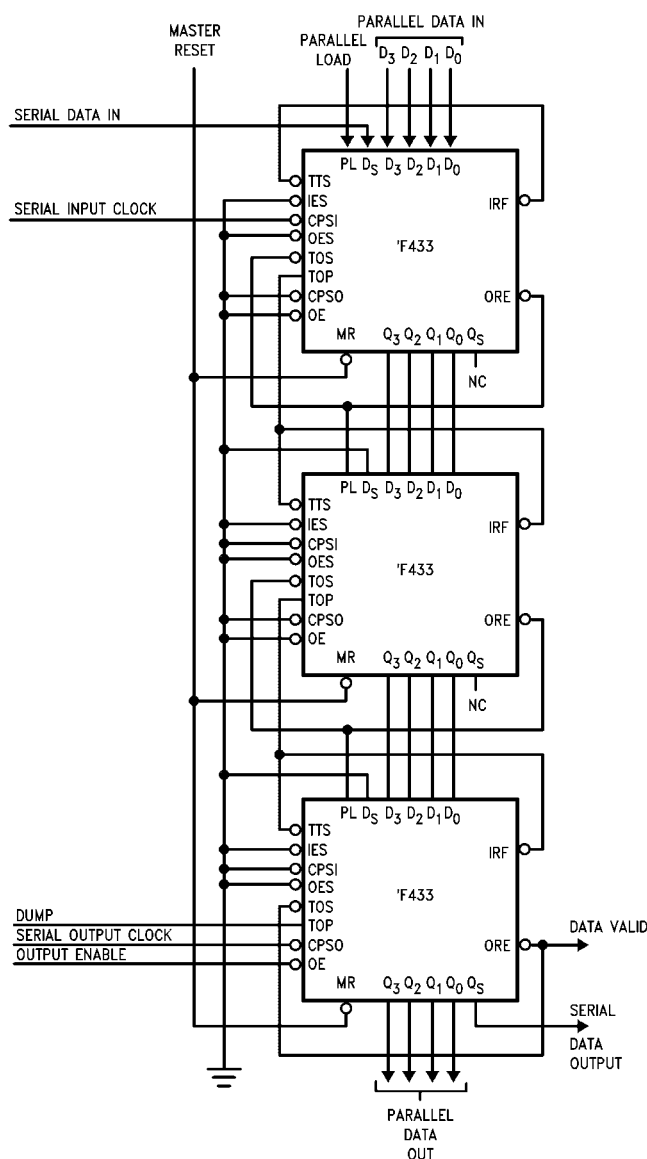 MASTER
RESET
PARALLEL
LOAD
PARALLEL DATA IN
D3 D2 D1 D0
SERIAL DATA IN
PL DS D3 D2 D1 D0
TTS
IES
IRF
SERIAL INPUT CLOCK
CPSI
OES
'F433
TOS
TOP
CPSO
ORE
OE
MR Q3 Q2 Q1 Q0 QS
NC
PL DS D3 D2 D1 D0
TTS
IES
IRF
CPSI
OES
'F433
TOS
TOP
CPSO
ORE
OE
MR Q3 Q2 Q1 Q0 QS
NC
PL DS D3 D2 D1 D0
TTS
IES
IRF
CPSI
OES
'F433
TOS
DUMP
TOP
SERIAL OUTPUT CLOCK
CPSO
ORE
DATA VALID
OUTPUT ENABLE
OE
MR Q3 Q2 Q1 Q0 QS
SERIAL
DATA
OUTPUT
PARALLEL
DATA
OUT